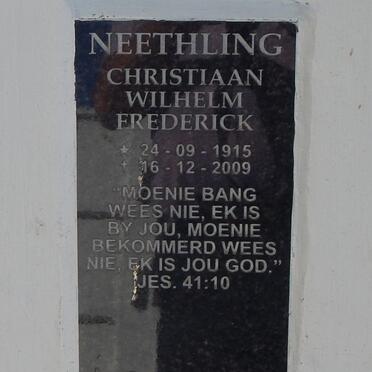 NEETHLING
CHRISTIAAN
WILHELM
FREDERICK
* 24 - 09 - 1915
† 16 - 12 - 2009
"MOENIE BANG
WEES NIE, EK IS
BY JOU, MOENIE
BEKOMMERD WEES
NIE, EK IS JOU GOD."
JES. 41:10